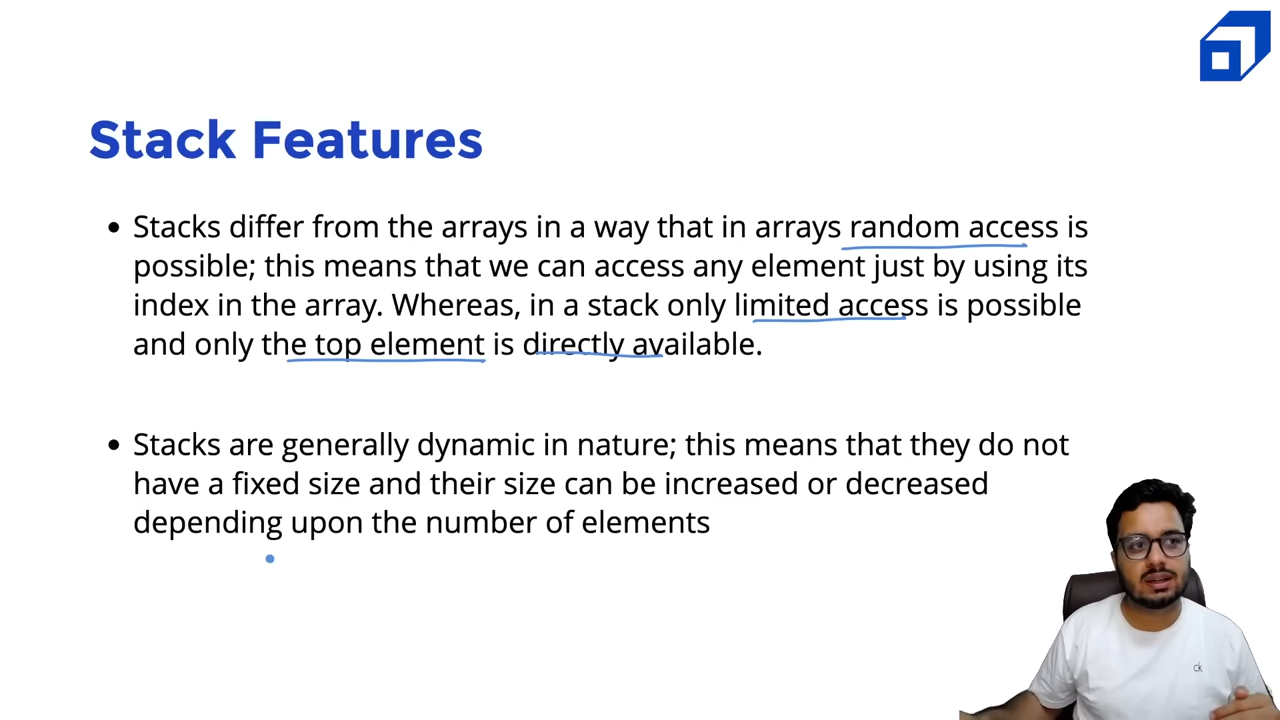 Stack Features
• Stacks differ from the arrays in a way that in arrays random access is
possible; this means that we can access any element just by using its
index in the array. Whereas, in a stack only limited access is possible
and only the top element is directly available.
• Stacks are generally dynamic in nature; this means that they do not
have a fixed size and their size can be increased or decreased
depending upon the number of elements
ck